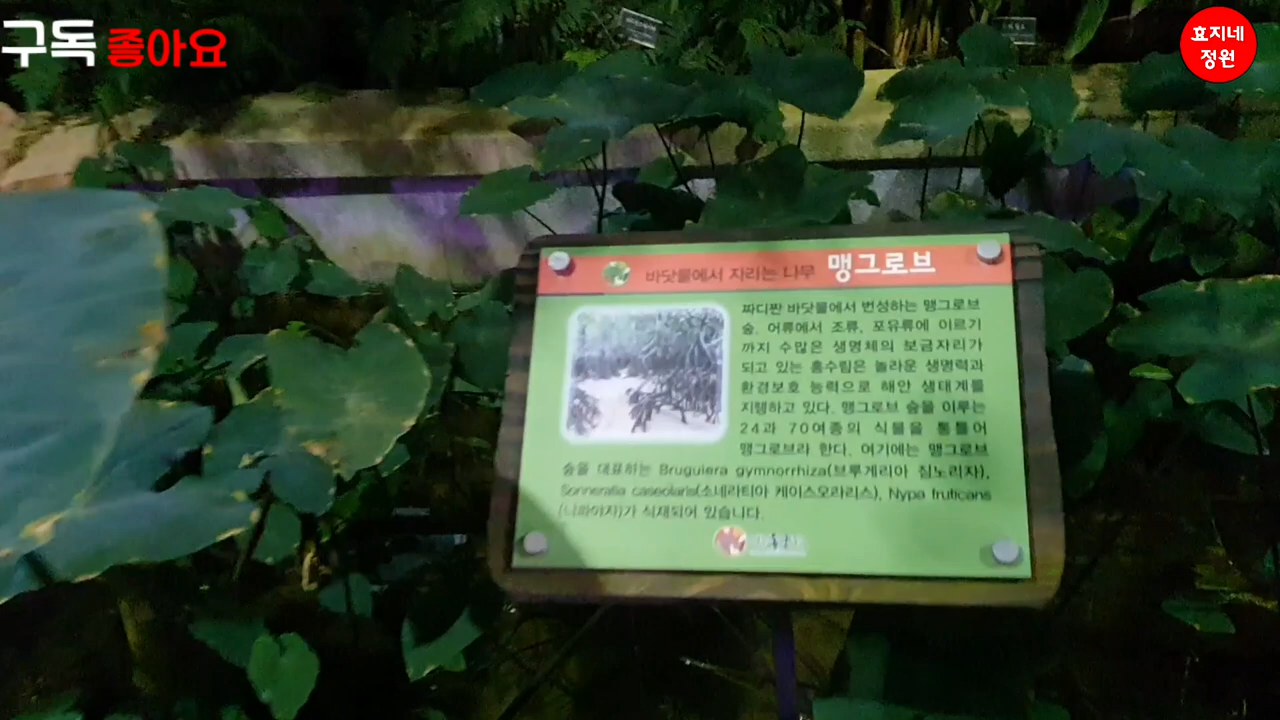 구독 좋아요
효지네
정원
바닷물에서 자라는 나무 맹그로브
짜디짠 바닷물에서 번성하는 맹그로브
숲. 어류에서 조류, 포유류에 이르기
까지 수많은 생명체의 보금자리가
되고 있는 홍수림은 놀라운 생명력과
환경보호 능력으로 해안 생태계를
지탱하고 있다. 맹그로브 숲을 이루는
24과 70여종의 식물을 통틀어
맹그로브라 한다. 여기에는 맹그로브
숲을 대표하는 Bruguiera gymnorrhiza(브루게리아 짐노리자),
Sonneratia caseolaris(소네라티아 케이스오라리스), Nypa fruticans
(니파야자)가 식재되어 있습니다.